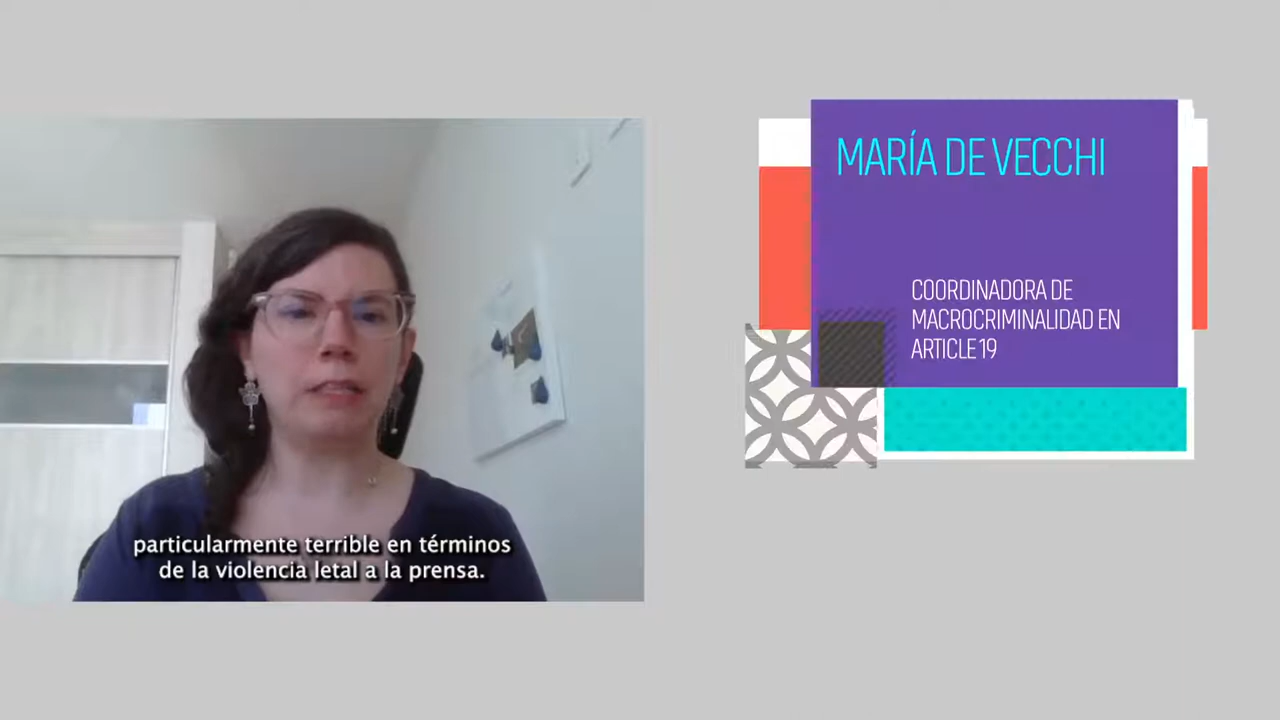 MARÍA DE VECCHI
COORDINADORA DE
MACROCRIMINALIDAD EN
ARTICLE 19
particularmente terrible en términos
de la violencia letal a la prensa.